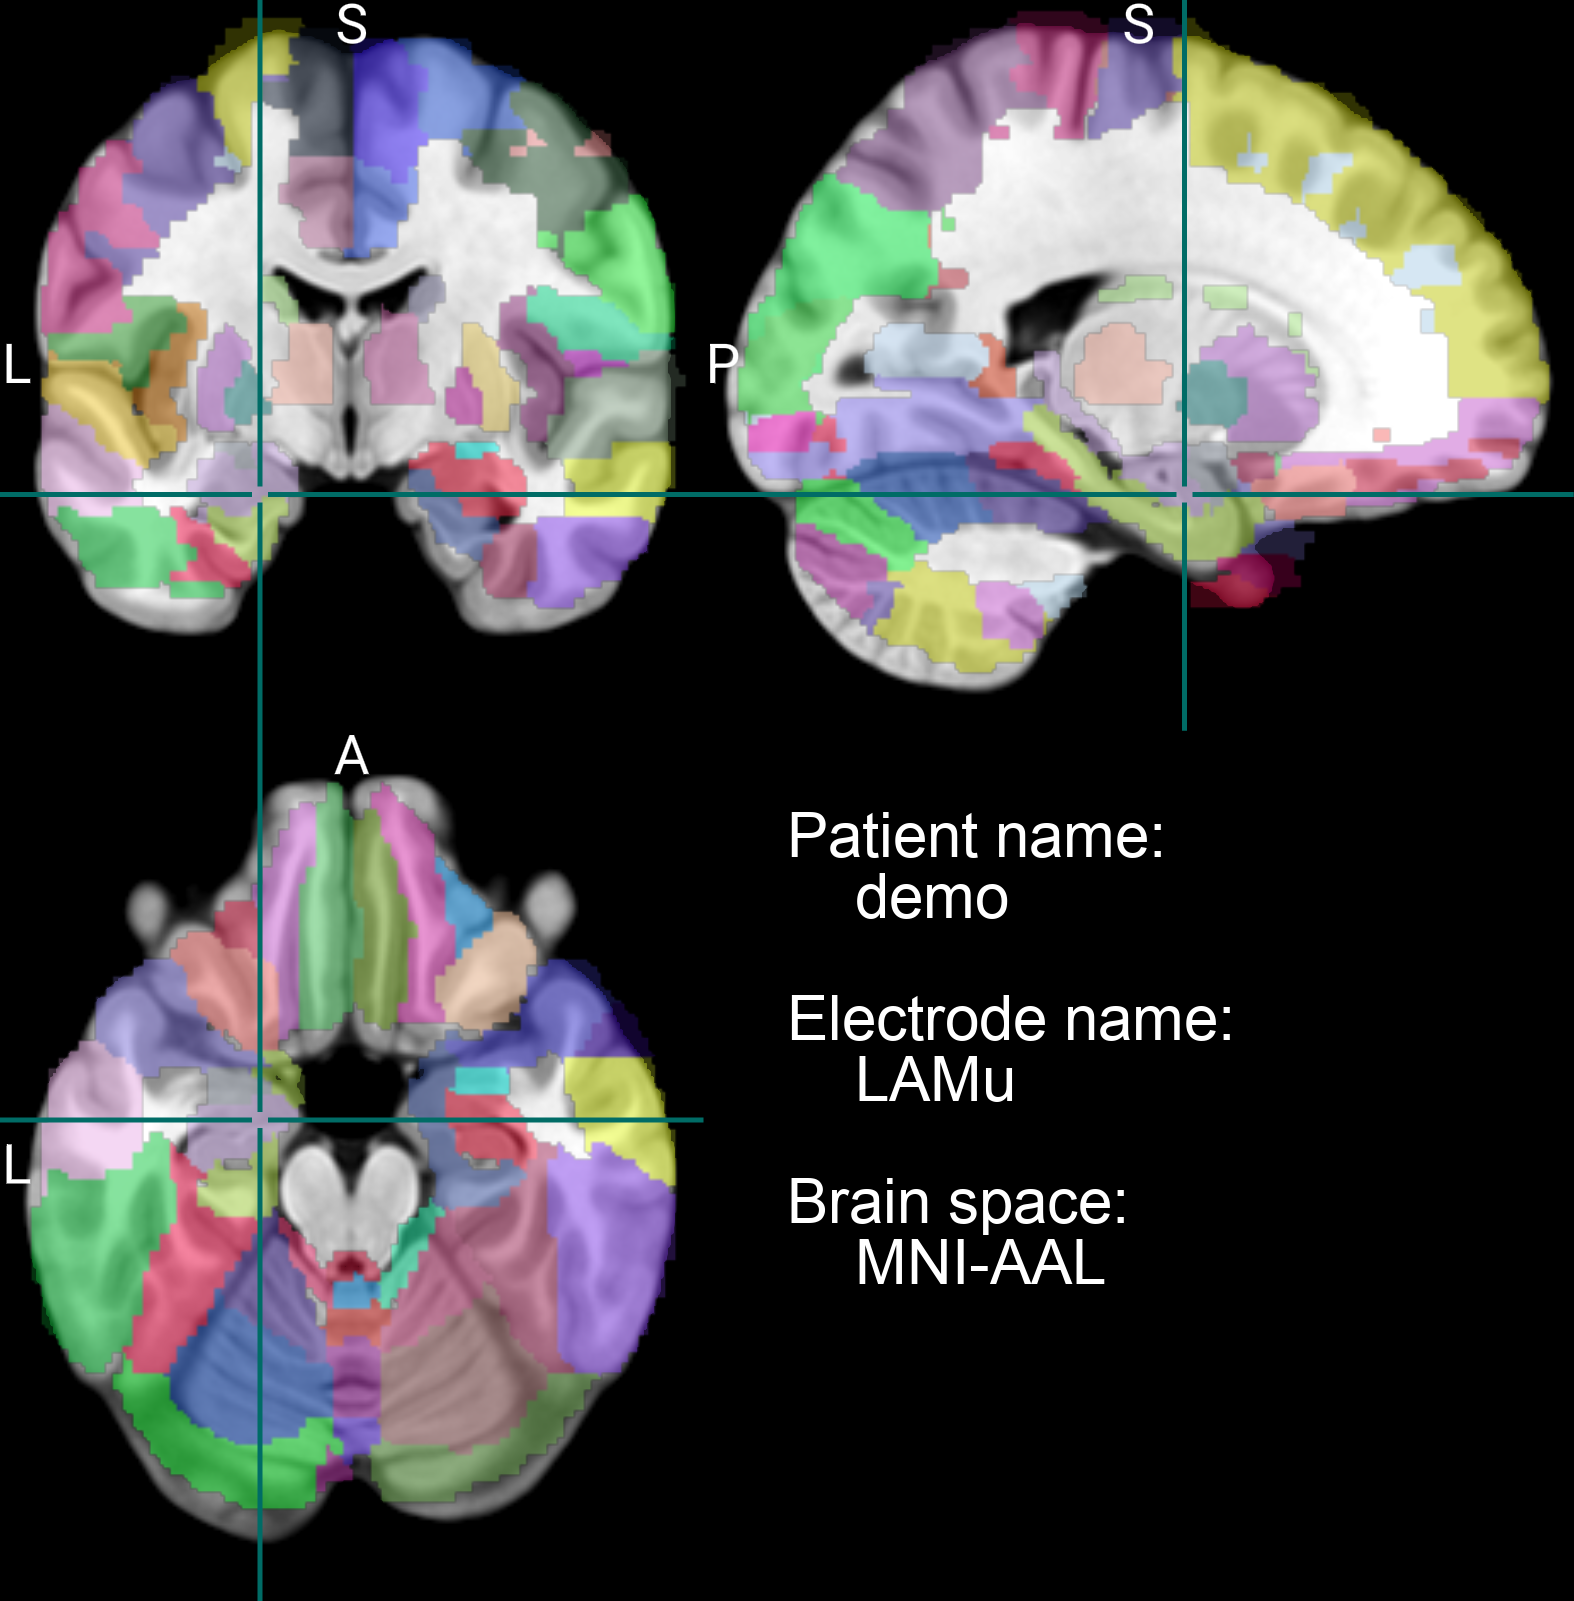 S
S
L
P
A
L
Patient name:
demo
Electrode name:
LAMu
Brain space:
MNI-AAL